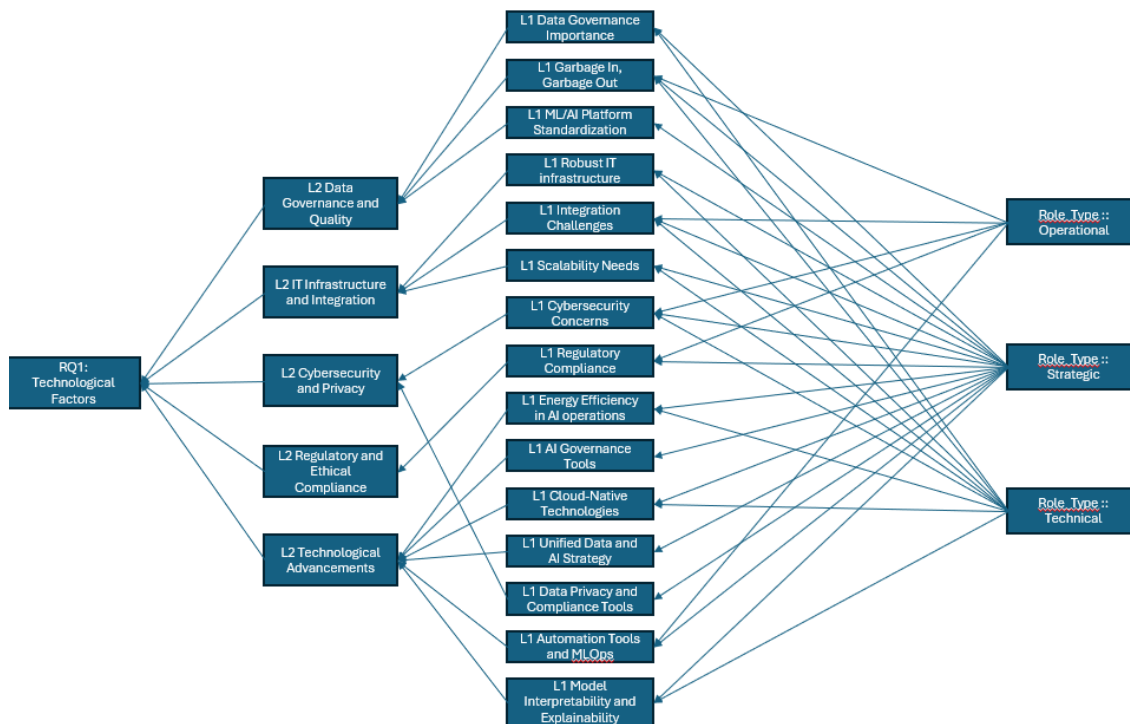 RQ1:
Technological
Factors
L2 Data
Governance and
Quality
L2 IT Infrastructure
and Integration
L2 Cybersecurity
and Privacy
L2 Regulatory and
Ethical
Compliance
L2 Technological
Advancements
L1 Data Governance
Importance
L1 Garbage In,
Garbage Out
L1 ML/AI Platform
Standardization
L1 Robust IT
infrastructure
L1 Integration
Challenges
L1 Scalability Needs
L1 Cybersecurity
Concerns
L1 Regulatory
Compliance
L1 Energy Efficiency
in AI operations
L1 AI Governance
Tools
L1 Cloud-Native
Technologies
L1 Unified Data and
AI Strategy
L1 Data Privacy and
Compliance Tools
L1 Automation Tools
and MLOps
L1 Model
Interpretability and
Explainability
Role_Type ::
Operational
Role_Type ::
Strategic
Role_Type ::
Technical